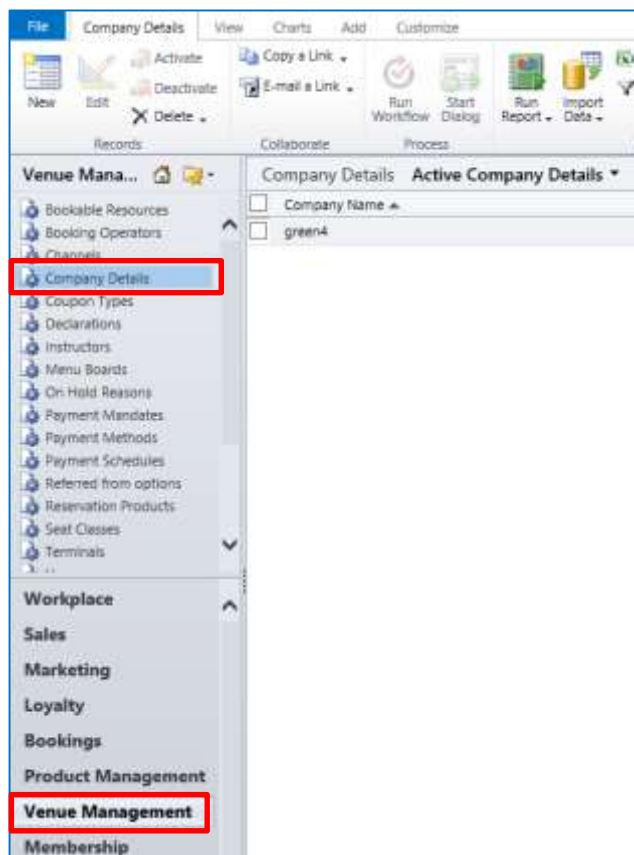 File Company Details View Charts Add Customize
New
Edit
Activate
Deactivate
Delete
Records
Copy a Link
E-mail a Link
Collaborate
Run Workflow
Start Dialog
Process
Run Report
Import Data
Venue Mana...
Bookable Resources
Booking Operators
Channels
Company Details
Coupon Types
Declarations
Instructors
Menu Boards
On Hold Reasons
Payment Mandates
Payment Methods
Payment Schedules
Referred from options
Reservation Products
Seat Classes
Terminals
Workplace
Sales
Marketing
Loyalty
Bookings
Product Management
Venue Management
Membership
Company Details Active Company Details
Company Name
green4